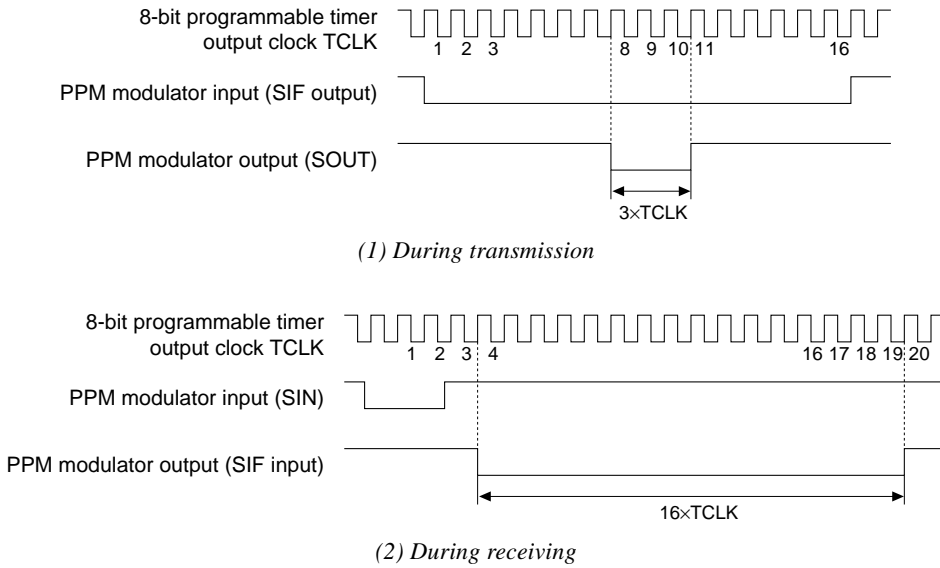 8-bit programmable timer
output clock TCLK
1 2 3 8 9 10 11 16
PPM modulator input (SIF output)
PPM modulator output (SOUT)
3×TCLK
(1) During transmission
8-bit programmable timer
output clock TCLK
1 2 3 4 16 17 18 19 20
PPM modulator input (SIN)
PPM modulator output (SIF input)
16×TCLK
(2) During receiving